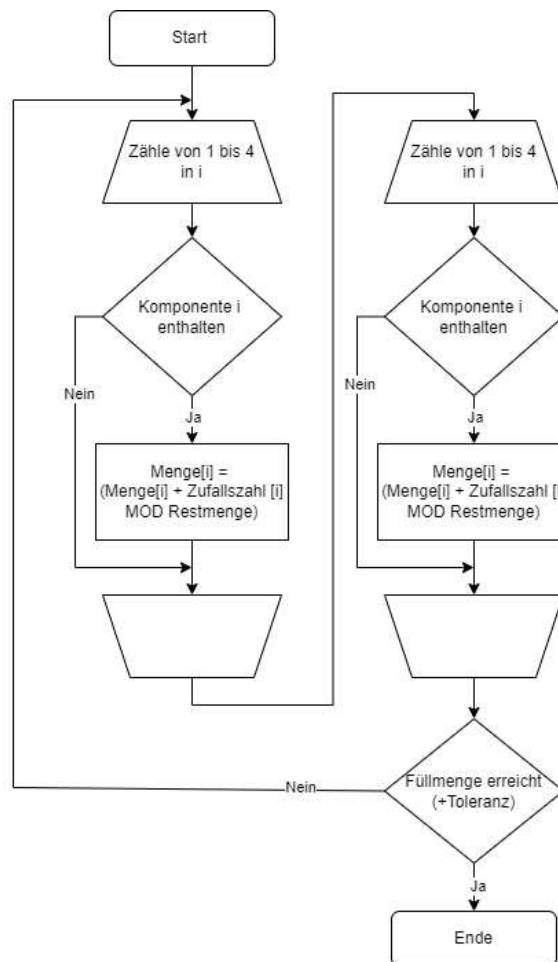 Start
Zähle von 1 bis 4
in i
Komponente i
enthalten
Nein
Ja
Menge[i] =
(Menge[i] + Zufallszahl [i]
MOD Restmenge)
Zähle von 1 bis 4
in i
Komponente i
enthalten
Nein
Ja
Menge[i] =
(Menge[i] + Zufallszahl [i
MOD Restmenge)
Füllmenge erreicht
(+Toleranz)
Nein
Ja
Ende